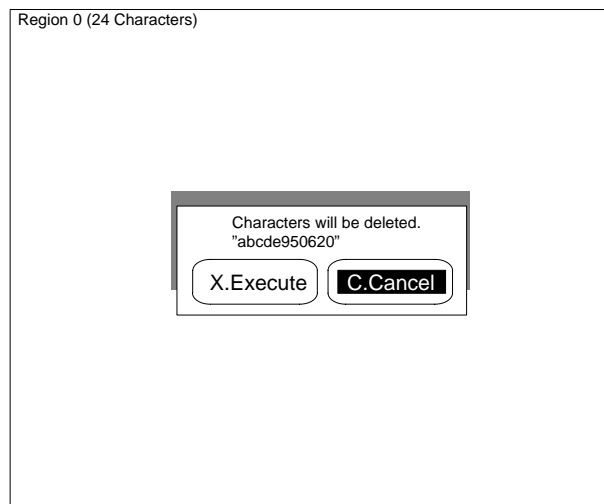 Region 0 (24 Characters)
Characters will be deleted.
”abcde950620”
X.Execute C.Cancel